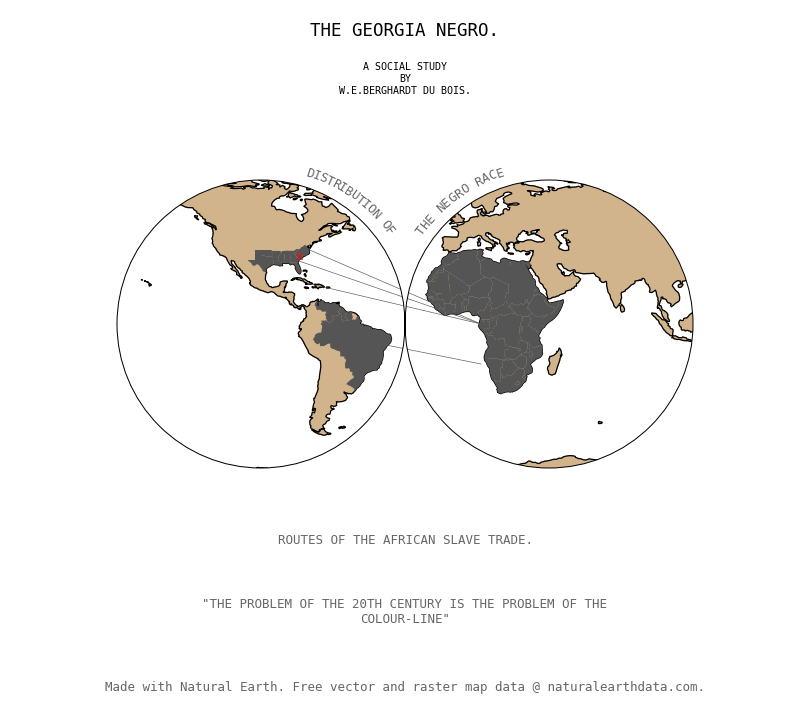 THE GEORGIA NEGRO.
A SOCIAL STUDY
BY
W.E.BERGHARDT DU BOIS.
DISTRIBUTION OF
THE NEGRO RACE
ROUTES OF THE AFRICAN SLAVE TRADE.
"THE PROBLEM OF THE 20TH CENTURY IS THE PROBLEM OF THE
COLOUR-LINE"
Made with Natural Earth. Free vector and raster map data @ naturalearthdata.com.